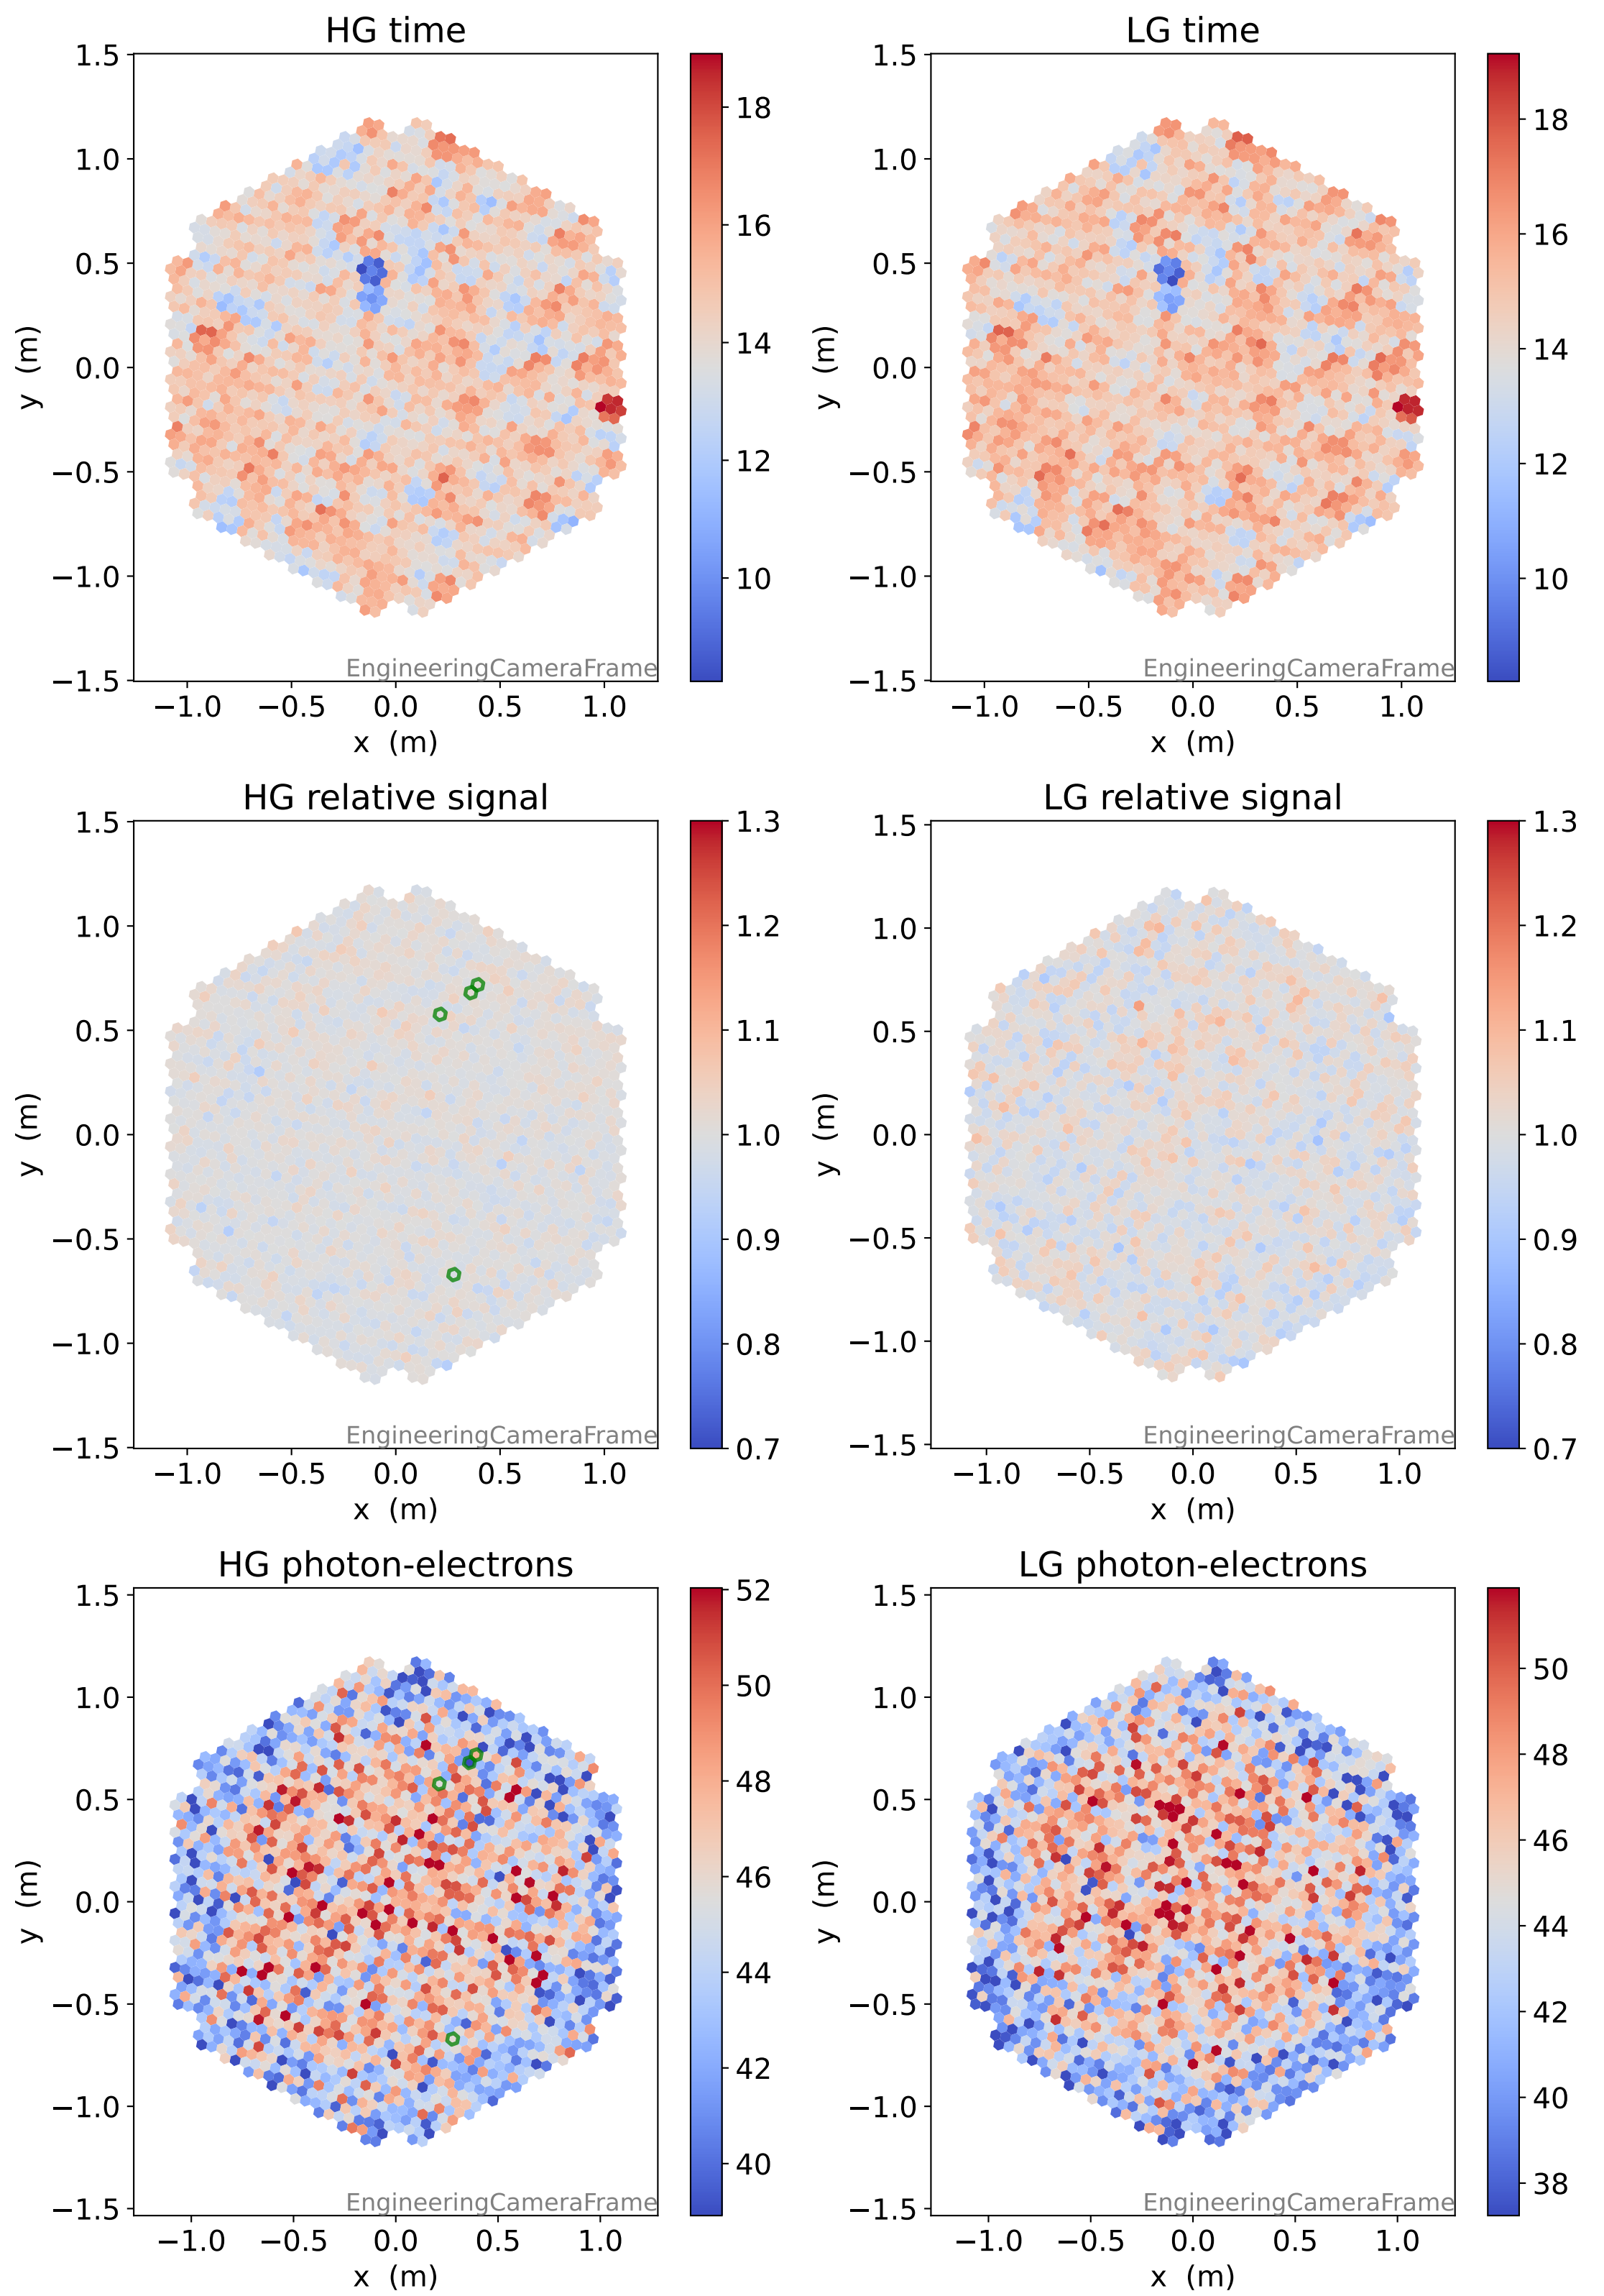 HG time
1.5
1.0
0.5
0.0
−0.5
−1.0
−1.5
y (m)
EngineeringCameraFrame
−1.0 −0.5 0.0 0.5 1.0
x (m)
18
16
14
12
10
LG time
1.5
1.0
0.5
0.0
−0.5
−1.0
−1.5
y (m)
EngineeringCameraFrame
−1.0 −0.5 0.0 0.5 1.0
x (m)
18
16
14
12
10
HG relative signal
1.5
1.0
0.5
0.0
−0.5
−1.0
−1.5
y (m)
EngineeringCameraFrame
−1.0 −0.5 0.0 0.5 1.0
x (m)
1.3
1.2
1.1
1.0
0.9
0.8
0.7
LG relative signal
1.5
1.0
0.5
0.0
−0.5
−1.0
−1.5
y (m)
EngineeringCameraFrame
−1.0 −0.5 0.0 0.5 1.0
x (m)
1.3
1.2
1.1
1.0
0.9
0.8
0.7
HG photon-electrons
1.5
1.0
0.5
0.0
−0.5
−1.0
−1.5
y (m)
EngineeringCameraFrame
−1.0 −0.5 0.0 0.5 1.0
x (m)
52
50
48
46
44
42
40
LG photon-electrons
1.5
1.0
0.5
0.0
−0.5
−1.0
−1.5
y (m)
EngineeringCameraFrame
−1.0 −0.5 0.0 0.5 1.0
x (m)
50
48
46
44
42
40
38